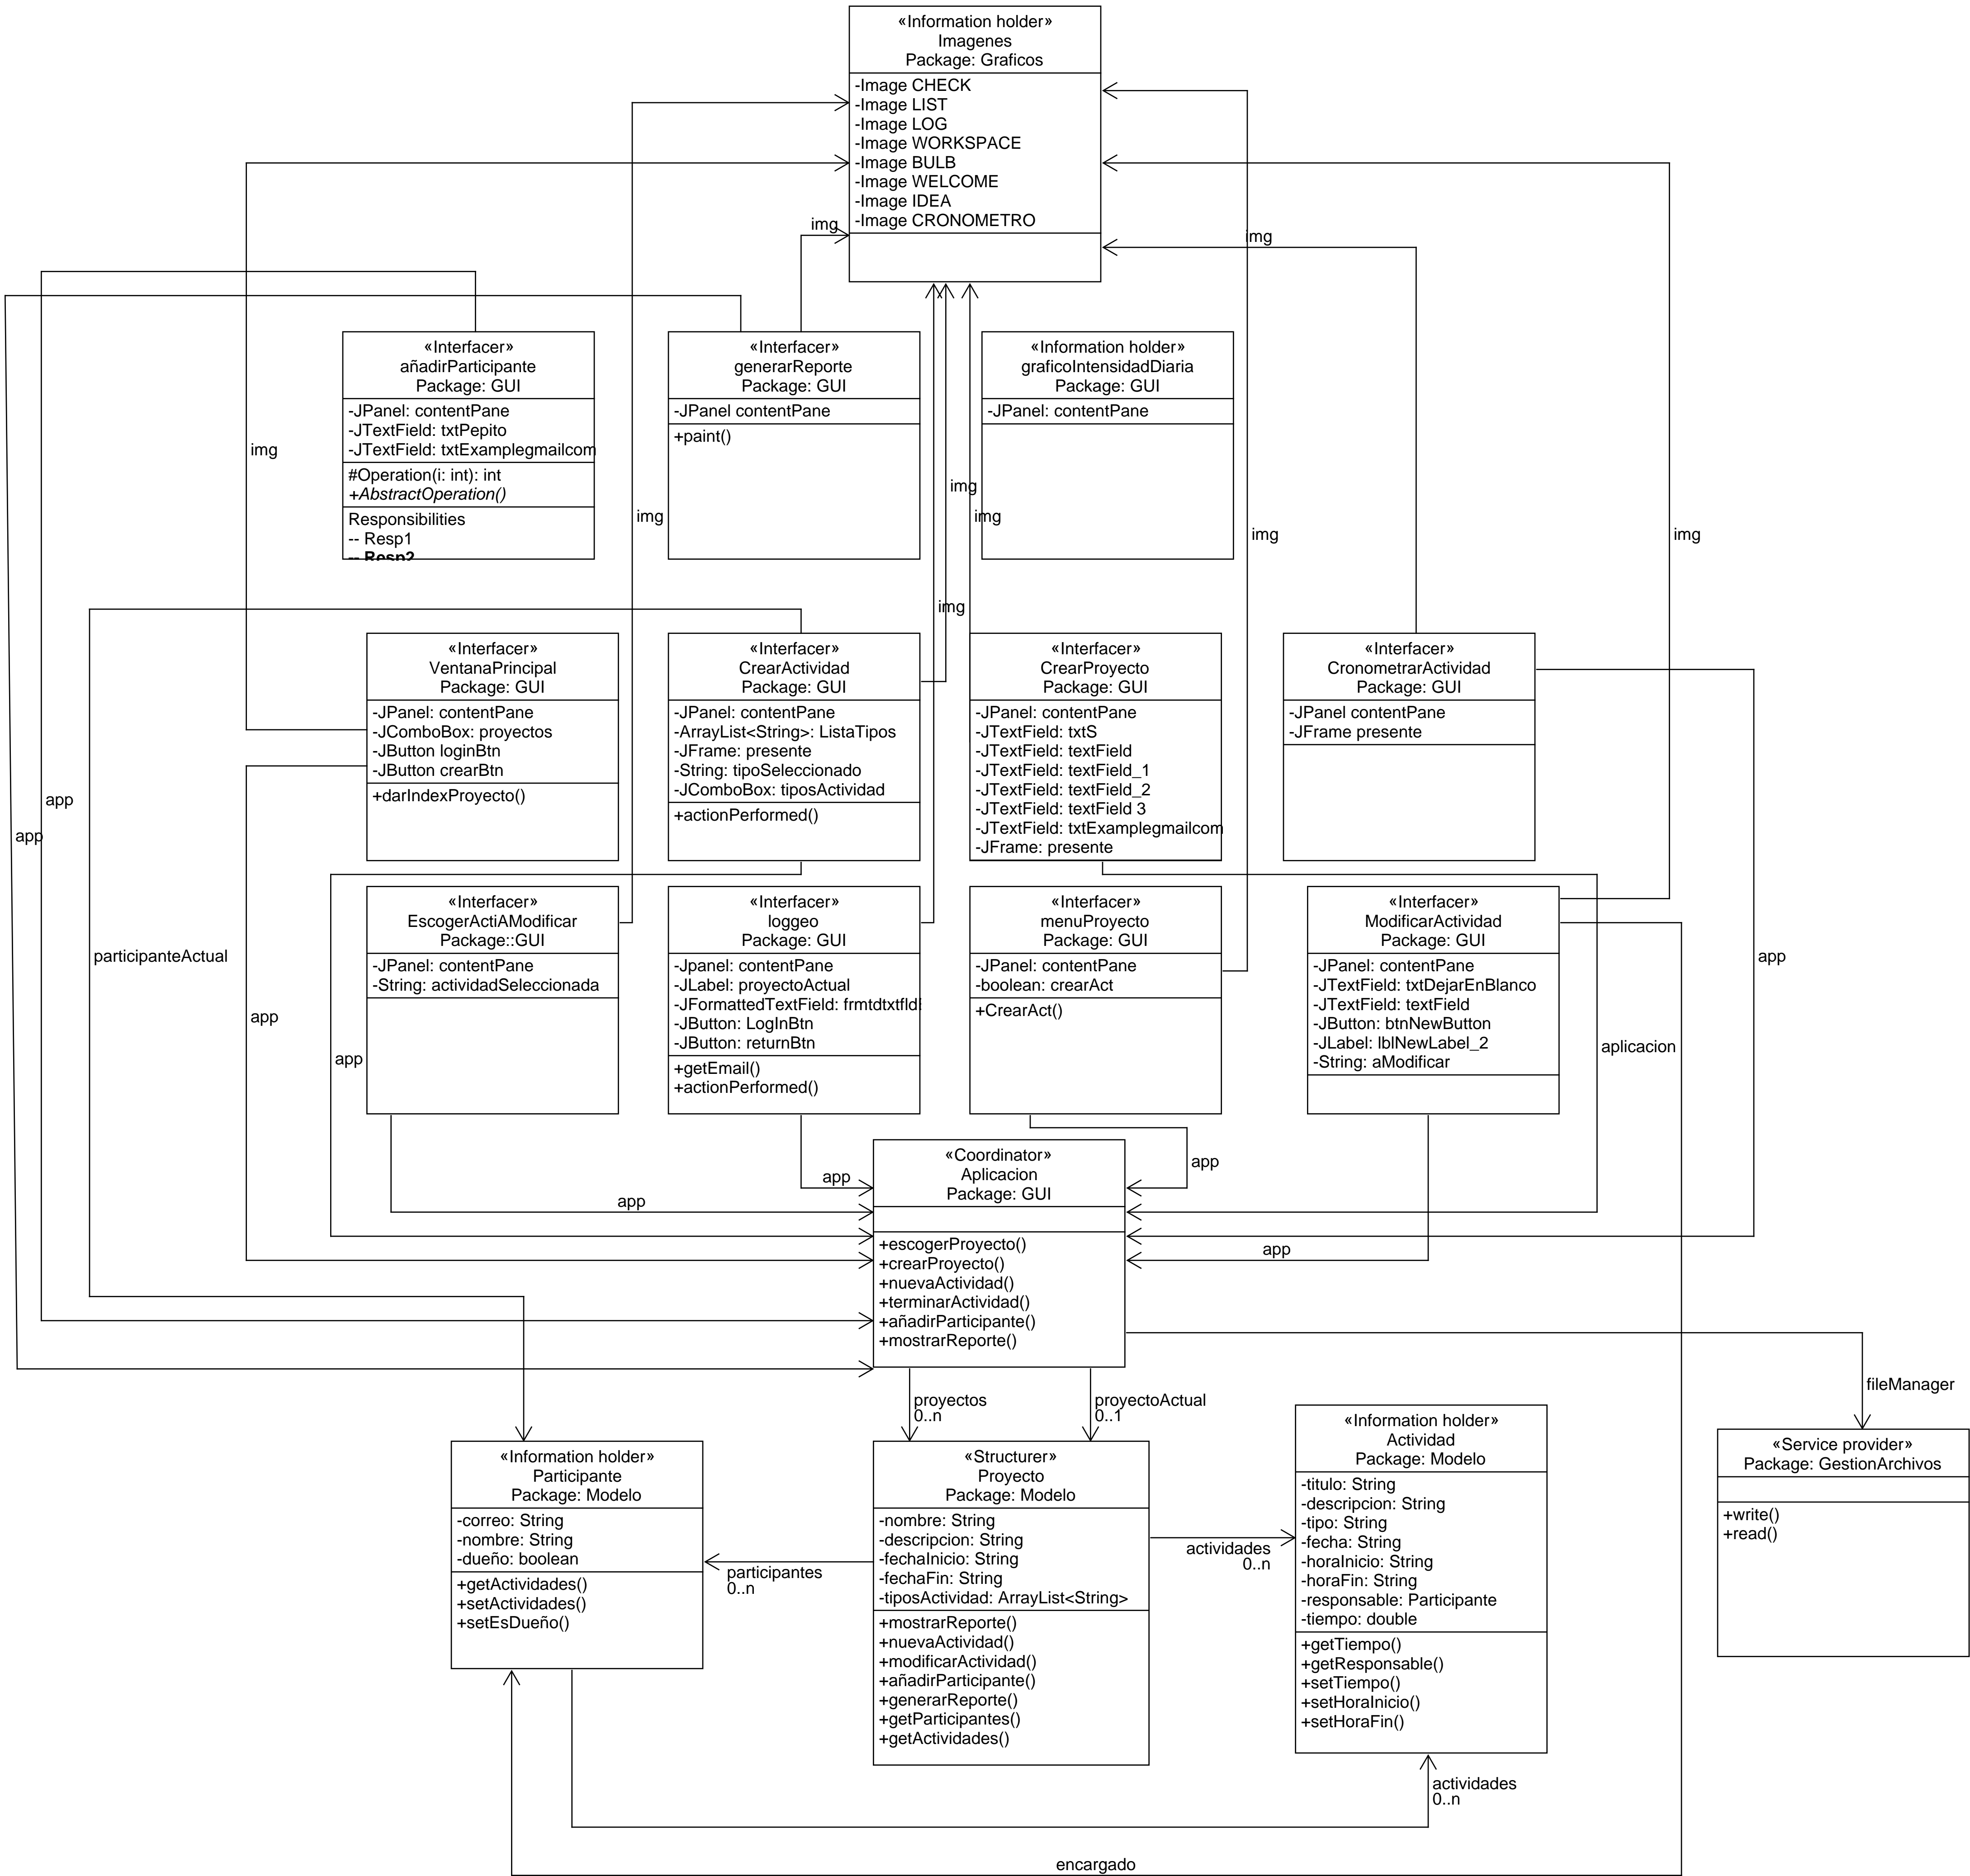 «Information holder»
Imagenes
Package: Graficos
-Image CHECK
-Image LIST
-Image LOG
-Image WORKSPACE
-Image BULB
-Image WELCOME
-Image IDEA
-Image CRONOMETRO
img
img
«Interfacer»
añadirParticipante
Package: GUI
-JPanel: contentPane
-JTextField: txtPepito
-JTextField: txtExamplegmailcom
#Operation(i: int): int
+AbstractOperation()
Responsibilities
-- Resp1
-- Resp2
«Interfacer»
generarReporte
Package: GUI
-JPanel contentPane
+paint()
«Information holder»
graficoIntensidadDiaria
Package: GUI
-JPanel: contentPane
img
img
img
img
img
img
img
«Interfacer»
VentanaPrincipal
Package: GUI
-JPanel: contentPane
-JComboBox: proyectos
-JButton loginBtn
-JButton crearBtn
+darIndexProyecto()
«Interfacer»
CrearActividad
Package: GUI
-JPanel: contentPane
-ArrayList<String>: ListaTipos
-JFrame: presente
-String: tipoSeleccionado
-JComboBox: tiposActividad
+actionPerformed()
«Interfacer»
CrearProyecto
Package: GUI
-JPanel: contentPane
-JTextField: txtS
-JTextField: textField
-JTextField: textField_1
-JTextField: textField_2
-JTextField: textField 3
-JTextField: txtExamplegmailcom
-JFrame: presente
«Interfacer»
CronometrarActividad
Package: GUI
-JPanel contentPane
-JFrame presente
app
app
participanteActual
app
app
«Interfacer»
EscogerActiAModificar
Package::GUI
-JPanel: contentPane
-String: actividadSeleccionada
«Interfacer»
loggeo
Package: GUI
-Jpanel: contentPane
-JLabel: proyectoActual
-JFormattedTextField: frmtdtxtfldI
-JButton: LogInBtn
-JButton: returnBtn
+getEmail()
+actionPerformed()
«Interfacer»
menuProyecto
Package: GUI
-JPanel: contentPane
-boolean: crearAct
+CrearAct()
«Interfacer»
ModificarActividad
Package: GUI
-JPanel: contentPane
-JTextField: txtDejarEnBlanco
-JTextField: textField
-JButton: btnNewButton
-JLabel: lblNewLabel_2
-String: aModificar
aplicacion
app
app
app
app
app
«Coordinator»
Aplicacion
Package: GUI
+escogerProyecto()
+crearProyecto()
+nuevaActividad()
+terminarActividad()
+añadirParticipante()
+mostrarReporte()
proyectos
0..n
proyectoActual
0..1
fileManager
«Information holder»
Participante
Package: Modelo
-correo: String
-nombre: String
-dueño: boolean
+getActividades()
+setActividades()
+setEsDueño()
participantes
0..n
«Structurer»
Proyecto
Package: Modelo
-nombre: String
-descripcion: String
-fechaInicio: String
-fechaFin: String
-tiposActividad: ArrayList<String>
+mostrarReporte()
+nuevaActividad()
+modificarActividad()
+añadirParticipante()
+generarReporte()
+getParticipantes()
+getActividades()
actividades
0..n
«Information holder»
Actividad
Package: Modelo
-titulo: String
-descripcion: String
-tipo: String
-fecha: String
-horaInicio: String
-horaFin: String
-responsable: Participante
-tiempo: double
+getTiempo()
+getResponsable()
+setTiempo()
+setHoraInicio()
+setHoraFin()
«Service provider»
Package: GestionArchivos
+write()
+read()
actividades
0..n
encargado